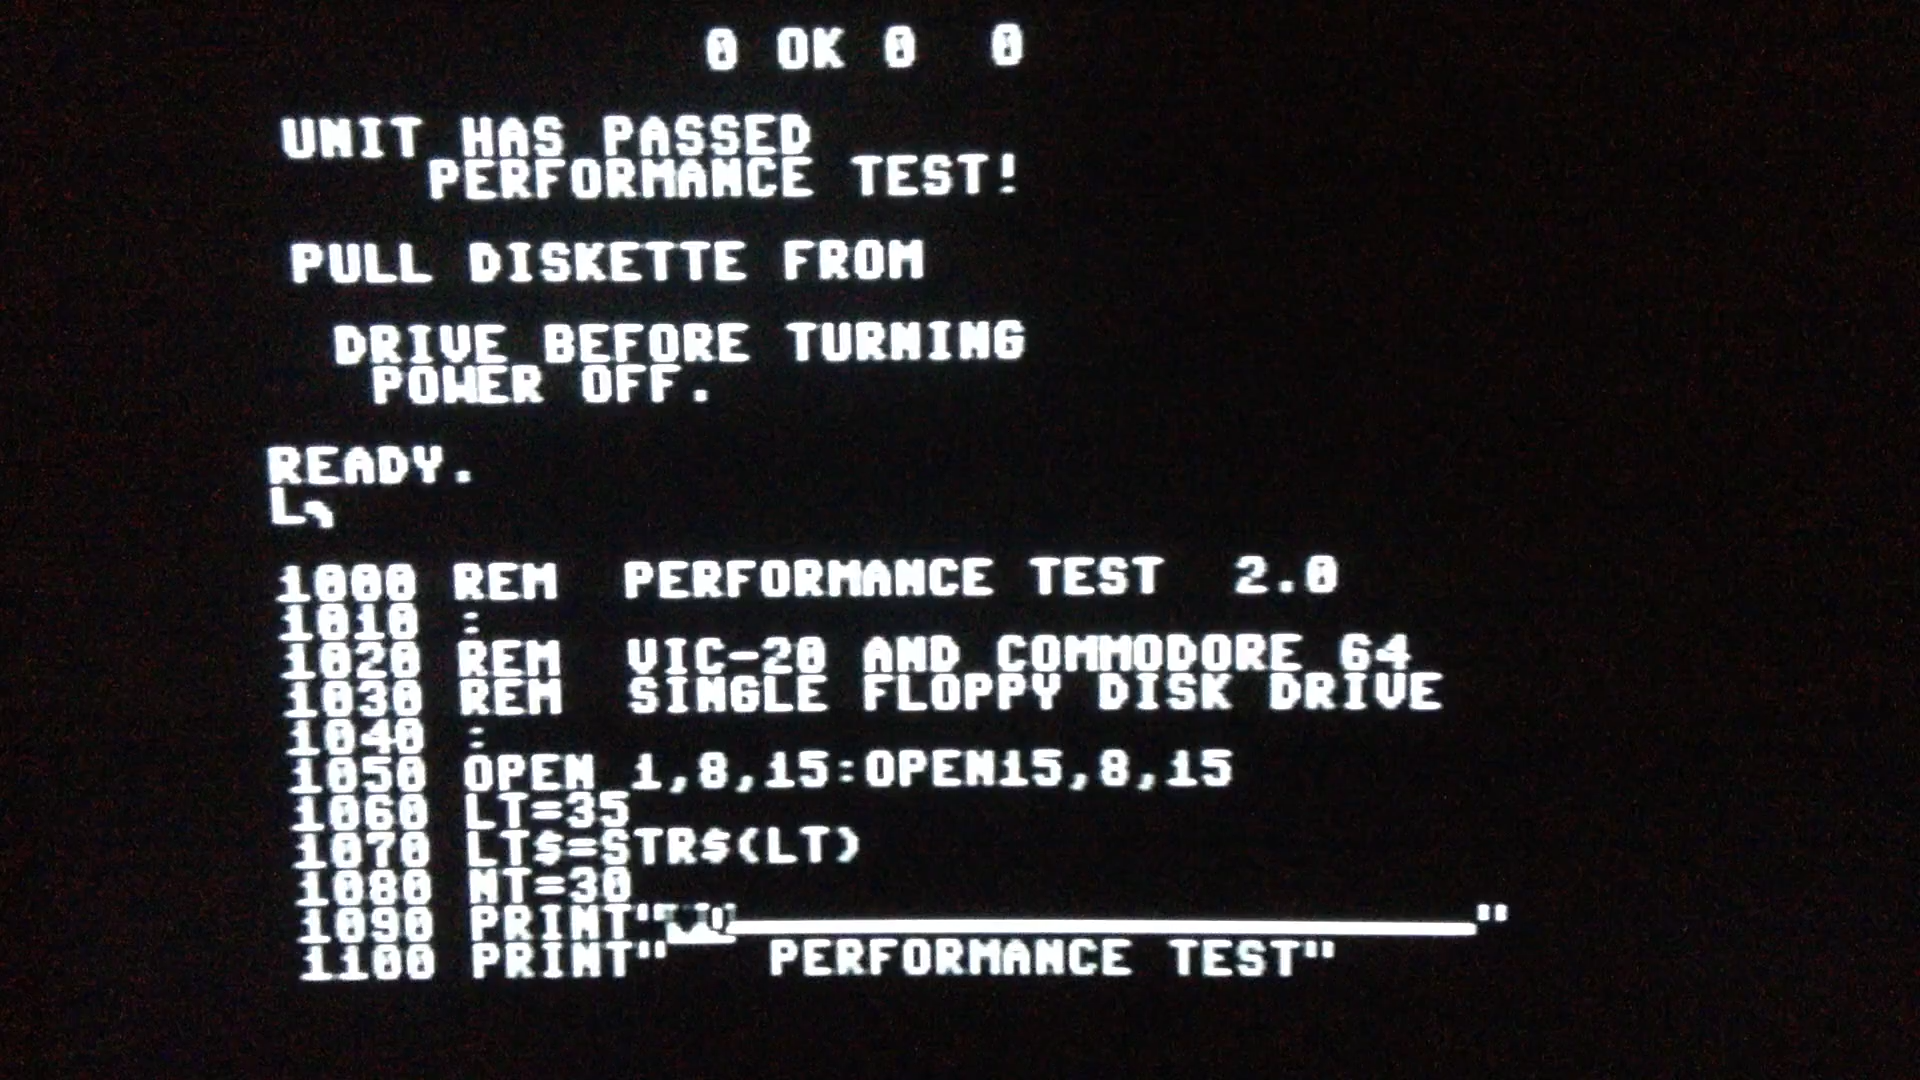 0 OK 0  0
UNIT HAS PASSED
PERFORMANCE TEST!
PULL DISKETTE FROM
DRIVE BEFORE TURNING
POWER OFF.
READY.
L
1000 REM  PERFORMANCE TEST  2.0
1010 :
1020 REM  VIC-20 AND COMMODORE 64
1030 REM  SINGLE FLOPPY DISK DRIVE
1040 :
1050 OPEN 1,8,15:OPEN15,8,15
1060 LT=35
1070 LT$=STR$(LT)
1080 NT=30
1090 PRINT" "
1100 PRINT"   PERFORMANCE TEST"